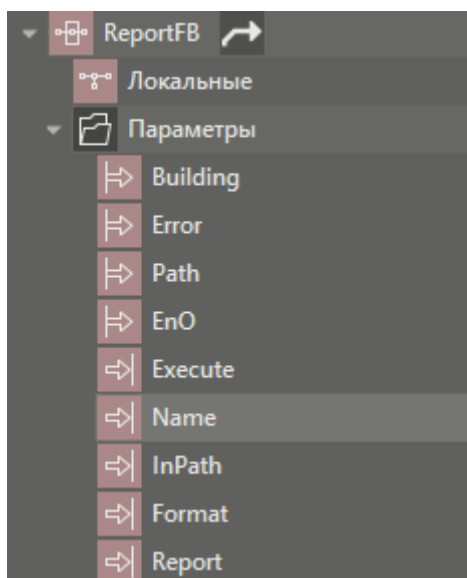 ReportFB
Локальные
Параметры
Building
Error
Path
EnO
Execute
Name
InPath
Format
Report